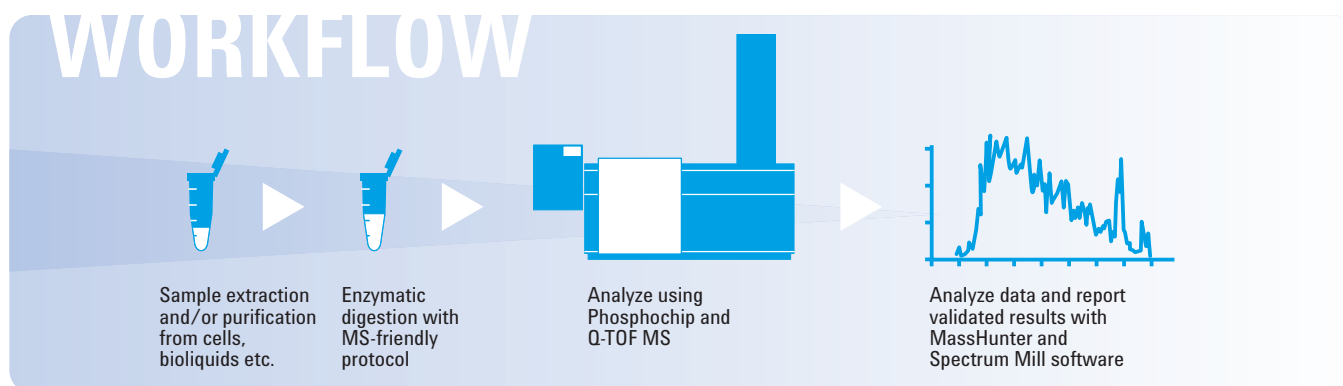 WORKFLOW
Sample extraction
and/or purification
from cells,
bioliquids etc.
Enzymatic
digestion with
MS-friendly
protocol
Analyze using
Phosphochip and
Q-TOF MS
Analyze data and report
validated results with
MassHunter and
Spectrum Mill software